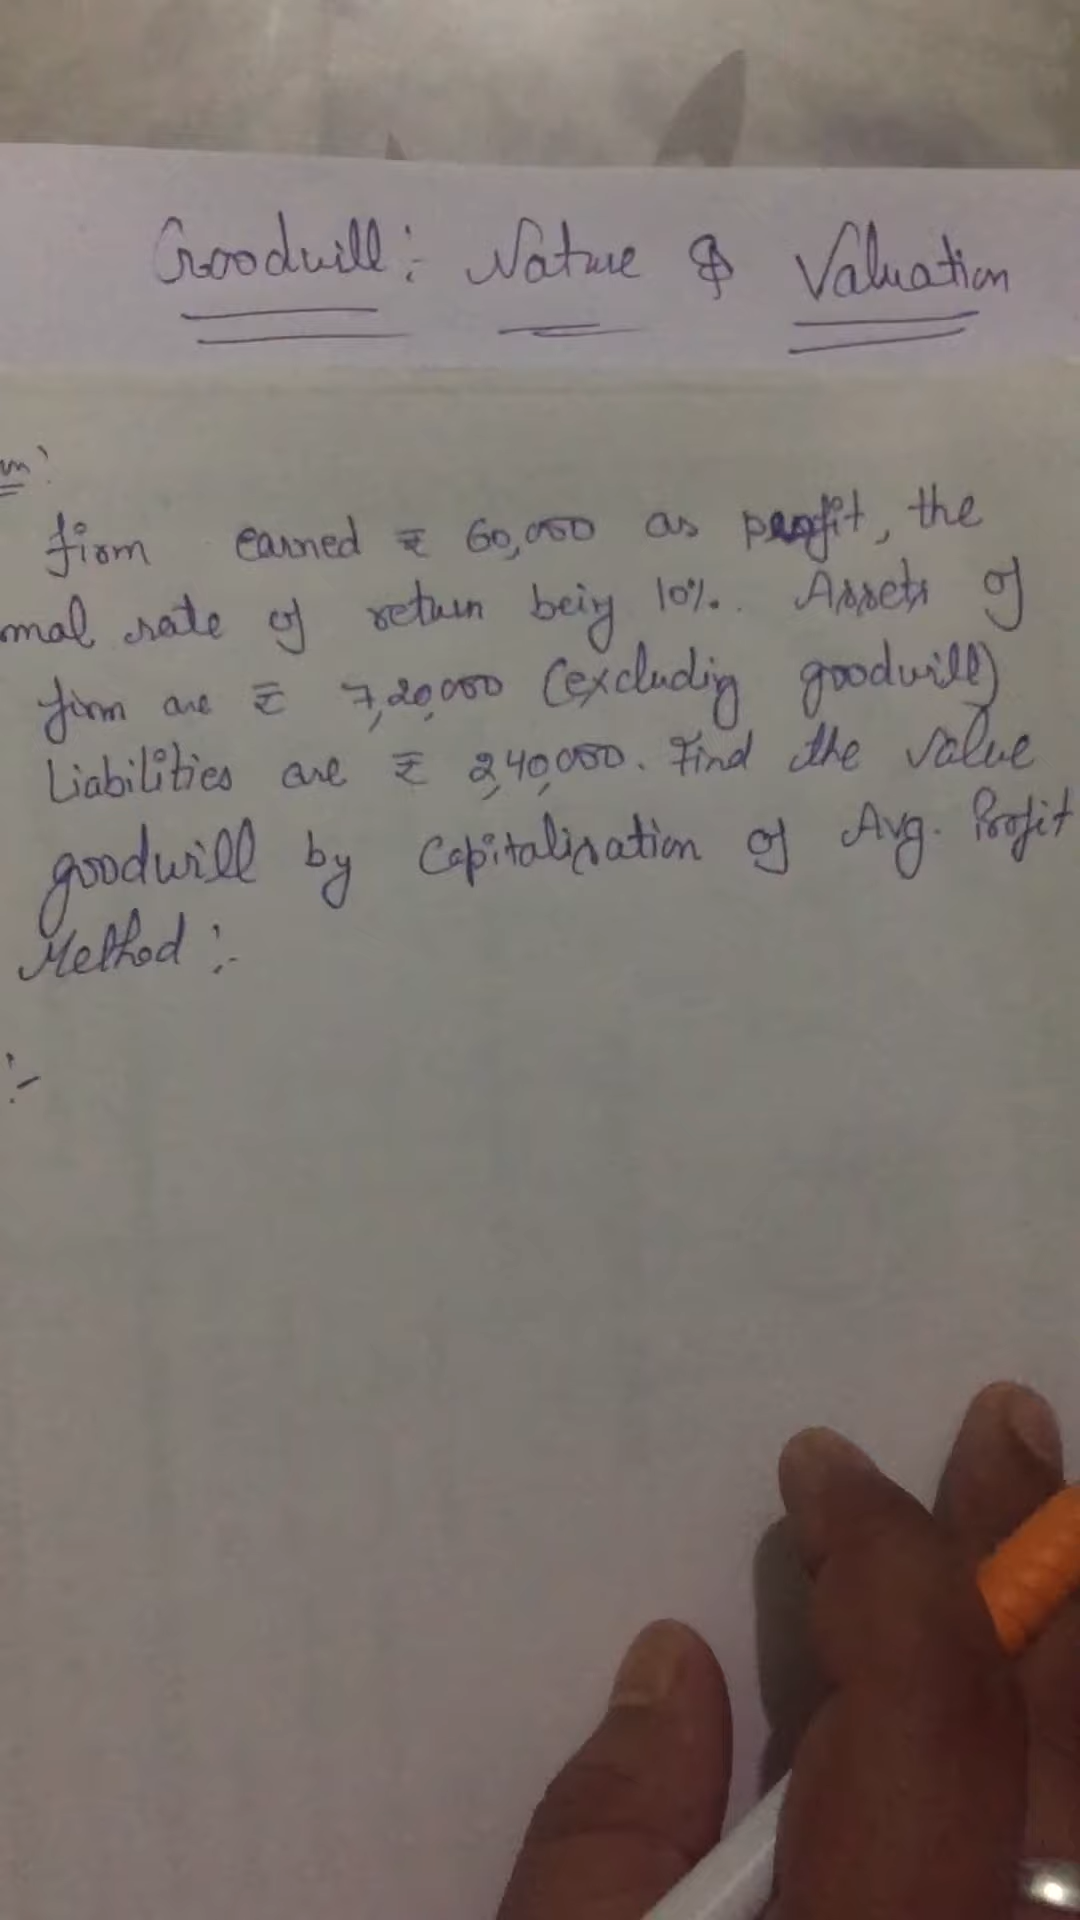 Goodwill :- Nature & Valuation
firm earned ₹ 60,000 as profit, the
mal rate of return being 10%. Assets of
firm are ₹ 7,20,000 (excluding goodwill)
Liabilities are ₹ 2,40,000. Find the value
goodwill by Capitalisation of Avg. Profit
Method :-
:-